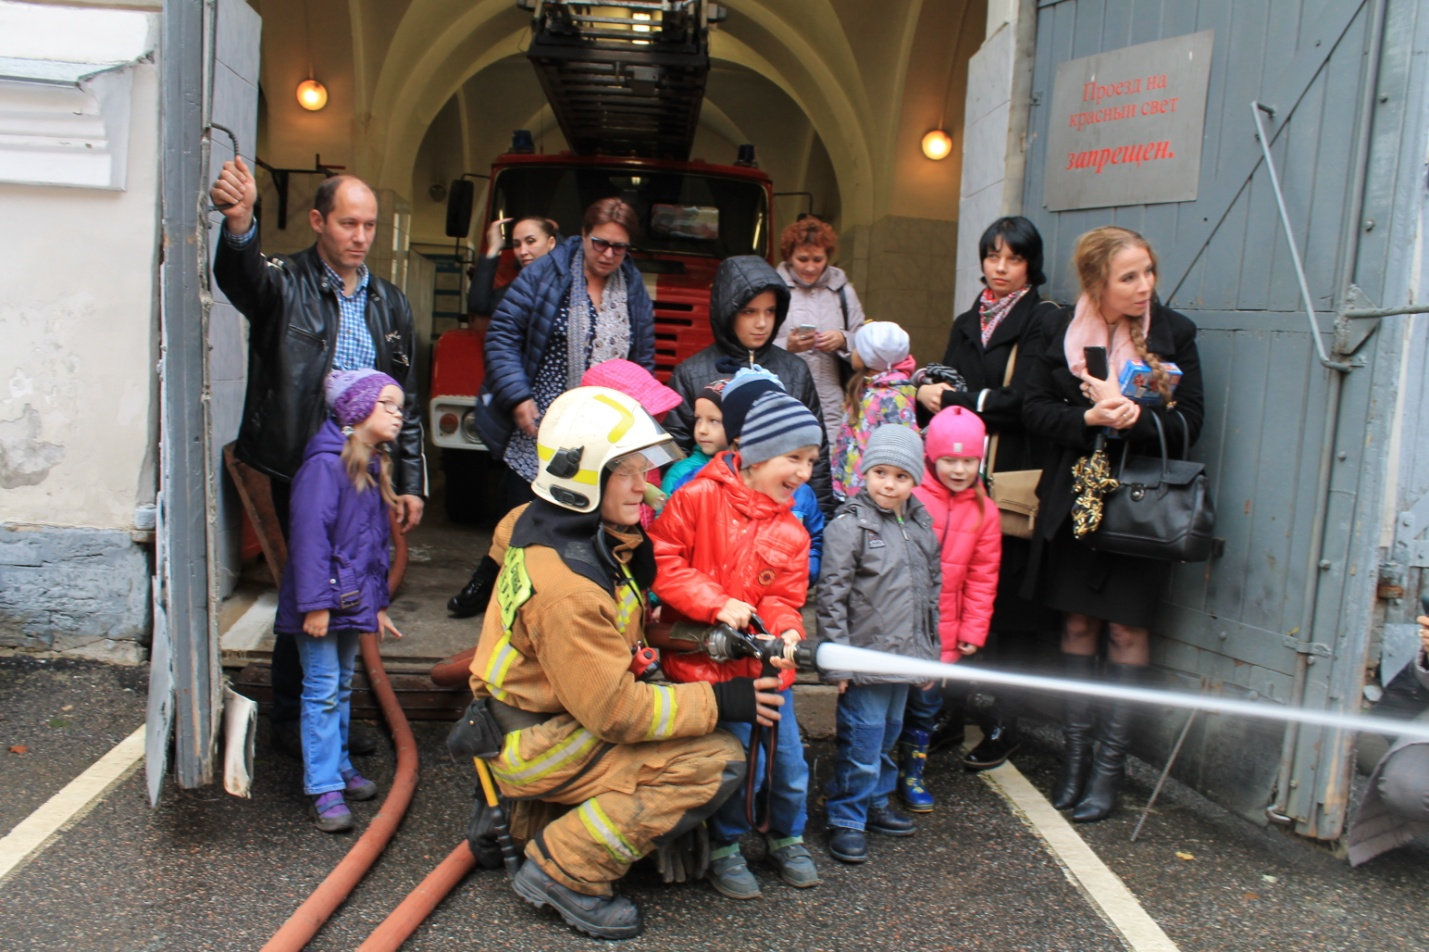 Проезд на
красный свет
запрещен.